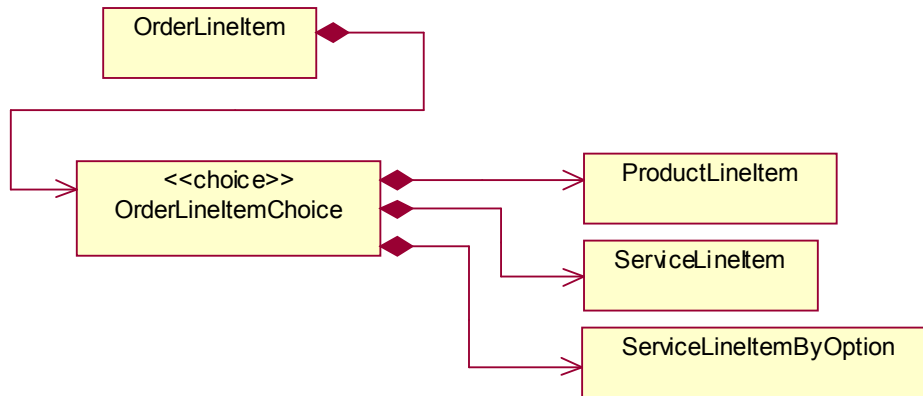 OrderLineItem
<<choice>>
OrderLineItemChoice
ProductLineItem
ServiceLineItem
ServiceLineItemByOption